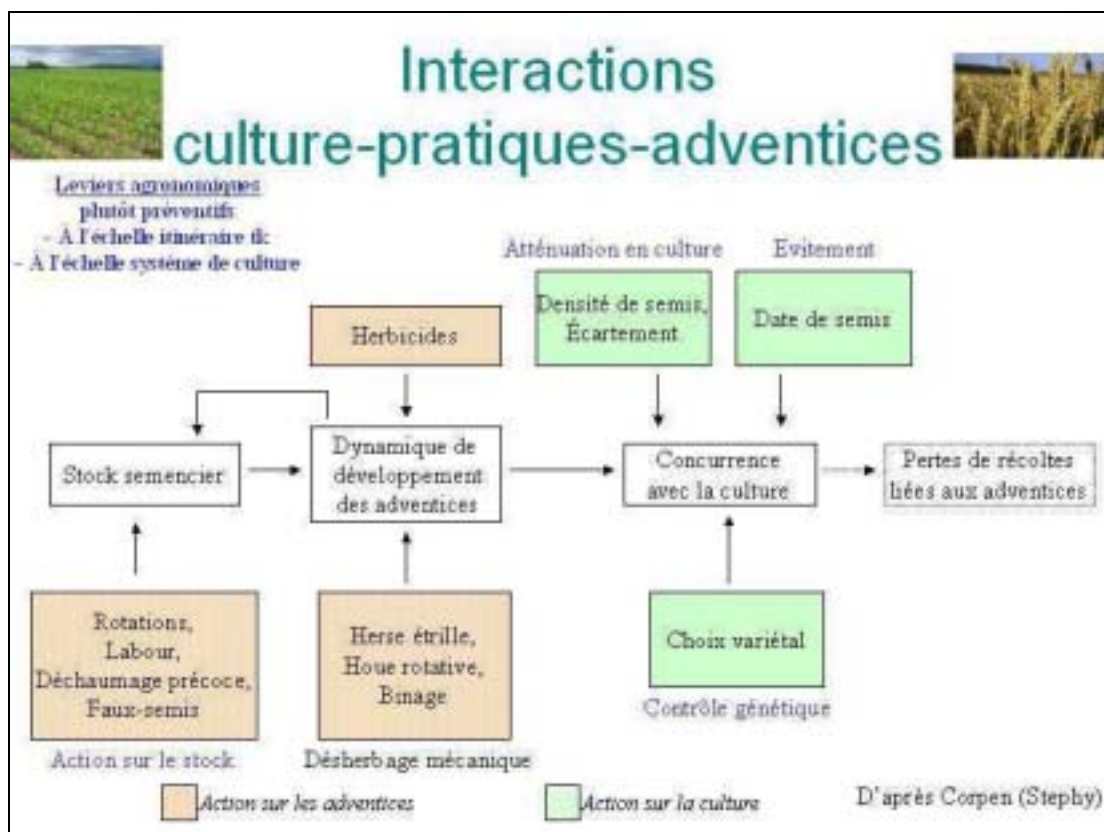 Interactions
culture-pratiques-adventices
Leviers agronomiques
plutôt préventifs
- À l'échelle itinéraire tk
- À l'échelle système de culture
Atténuation en culture
Evitement
Herbicides
Densité de semis,
Écartement
Date de semis
Stock semencier
Dynamique de
développement
des adventices
Concurrence
avec la culture
Pertes de récoltes
liées aux adventices
Rotations,
Labour,
Déchaumage précoce,
Faux-semis
Herse étrille,
Houe rotative,
Binage
Choix variétal
Contrôle génétique
Action sur le stock
Désherbage mécanique
Action sur les adventices
Action sur la culture
D'après Corpen (Stephy)